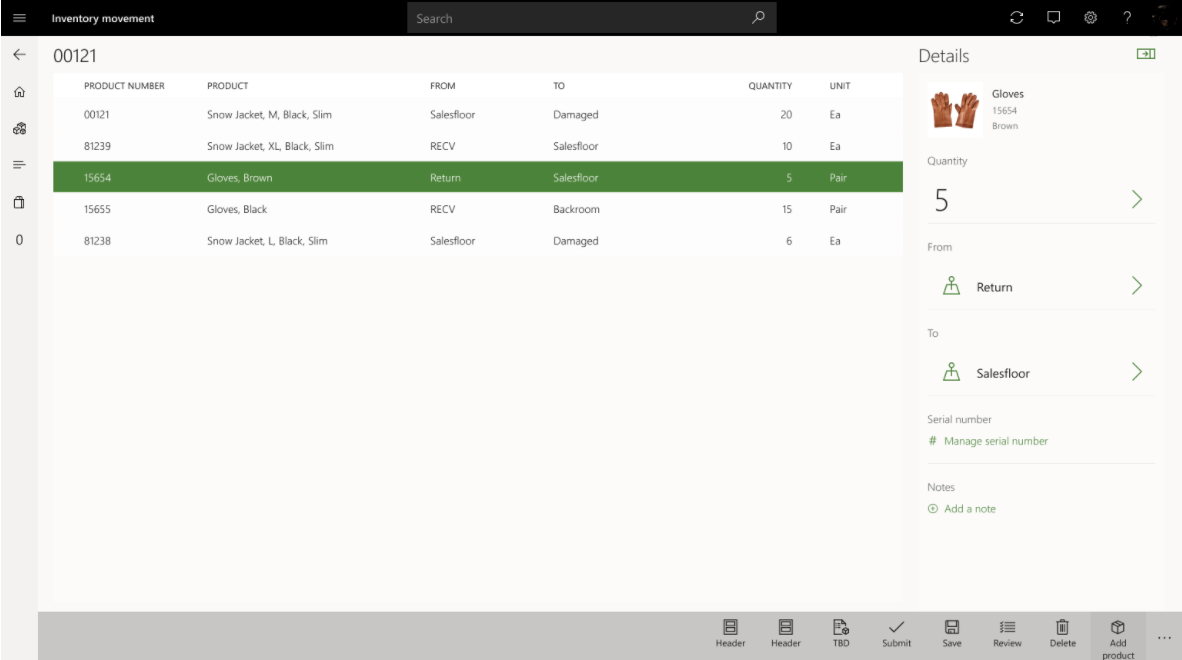 Inventory movement
Search
?
00121
PRODUCT NUMBER PRODUCT FROM TO QUANTITY UNIT
00121 Snow Jacket, M, Black, Slim Salesfloor Damaged 20 Ea
81239 Snow Jacket, XL, Black, Slim RECV Salesfloor 10 Ea
15654 Gloves, Brown Return Salesfloor 5 Pair
15655 Gloves, Black RECV Backroom 15 Pair
81238 Snow Jacket, L, Black, Slim Salesfloor Damaged 6 Ea
0
Details
Gloves
15654
Brown
Quantity
5
From
Return
To
Salesfloor
Serial number
# Manage serial number
Notes
Add a note
Header Header TBD Submit Save Review Delete Add product ...